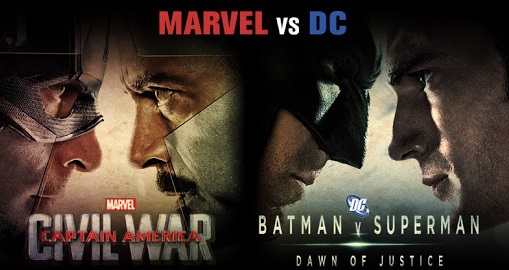 MARVEL vs DC
MARVEL
CIVIL WAR
CAPTAIN AMERICA
DC
BATMAN v SUPERMAN
DAWN OF JUSTICE